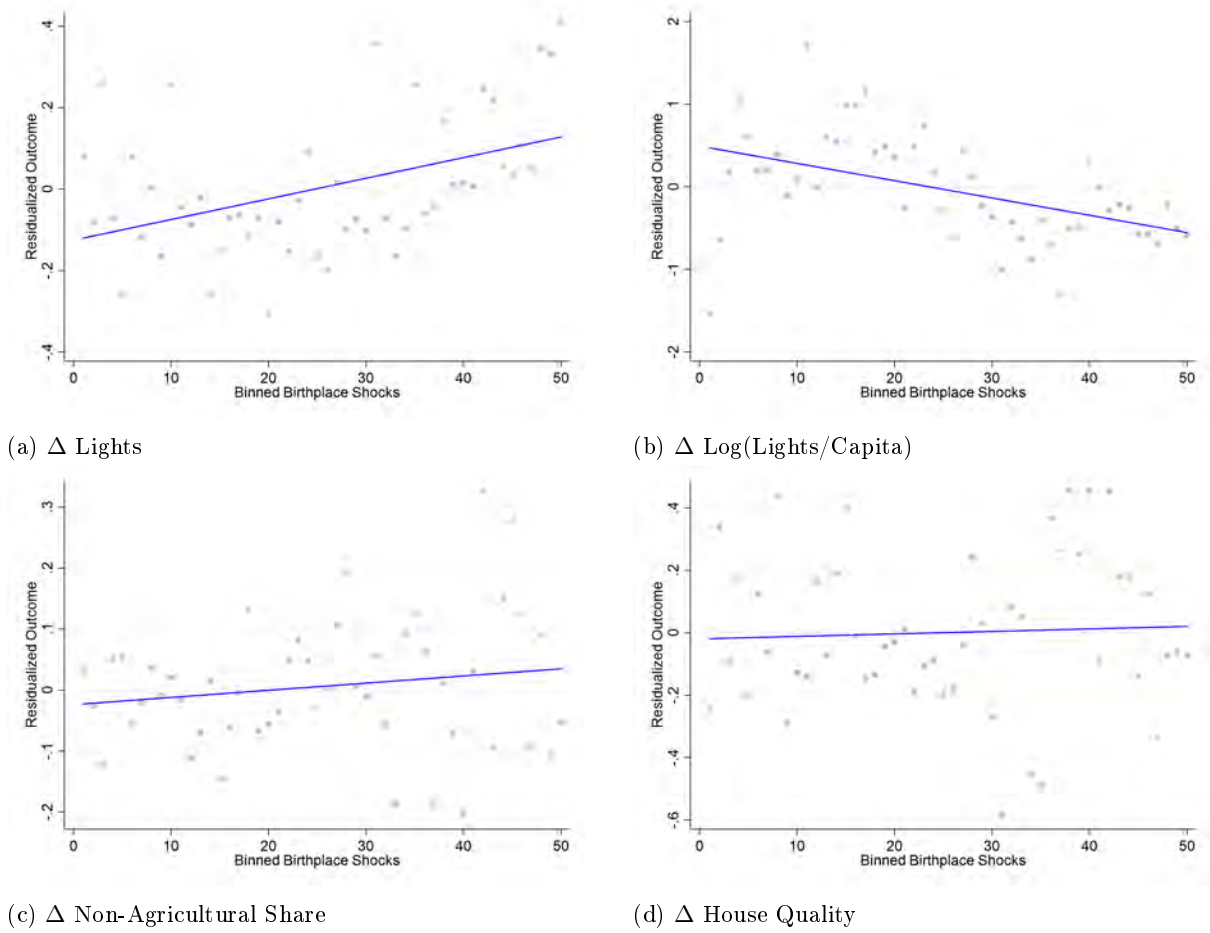 Residualized Outcome
.4
.2
0
-.2
-.4
0 10 20 30 40 50
Binned Birthplace Shocks
(a) Δ Lights
Residualized Outcome
2
1
0
-1
-2
0 10 20 30 40 50
Binned Birthplace Shocks
(b) Δ Log(Lights/Capita)
Residualized Outcome
.3
.2
.1
0
-.1
-.2
0 10 20 30 40 50
Binned Birthplace Shocks
(c) Δ Non-Agricultural Share
Residualized Outcome
.4
.2
0
-.2
-.4
-.6
0 10 20 30 40 50
Binned Birthplace Shocks
(d) Δ House Quality